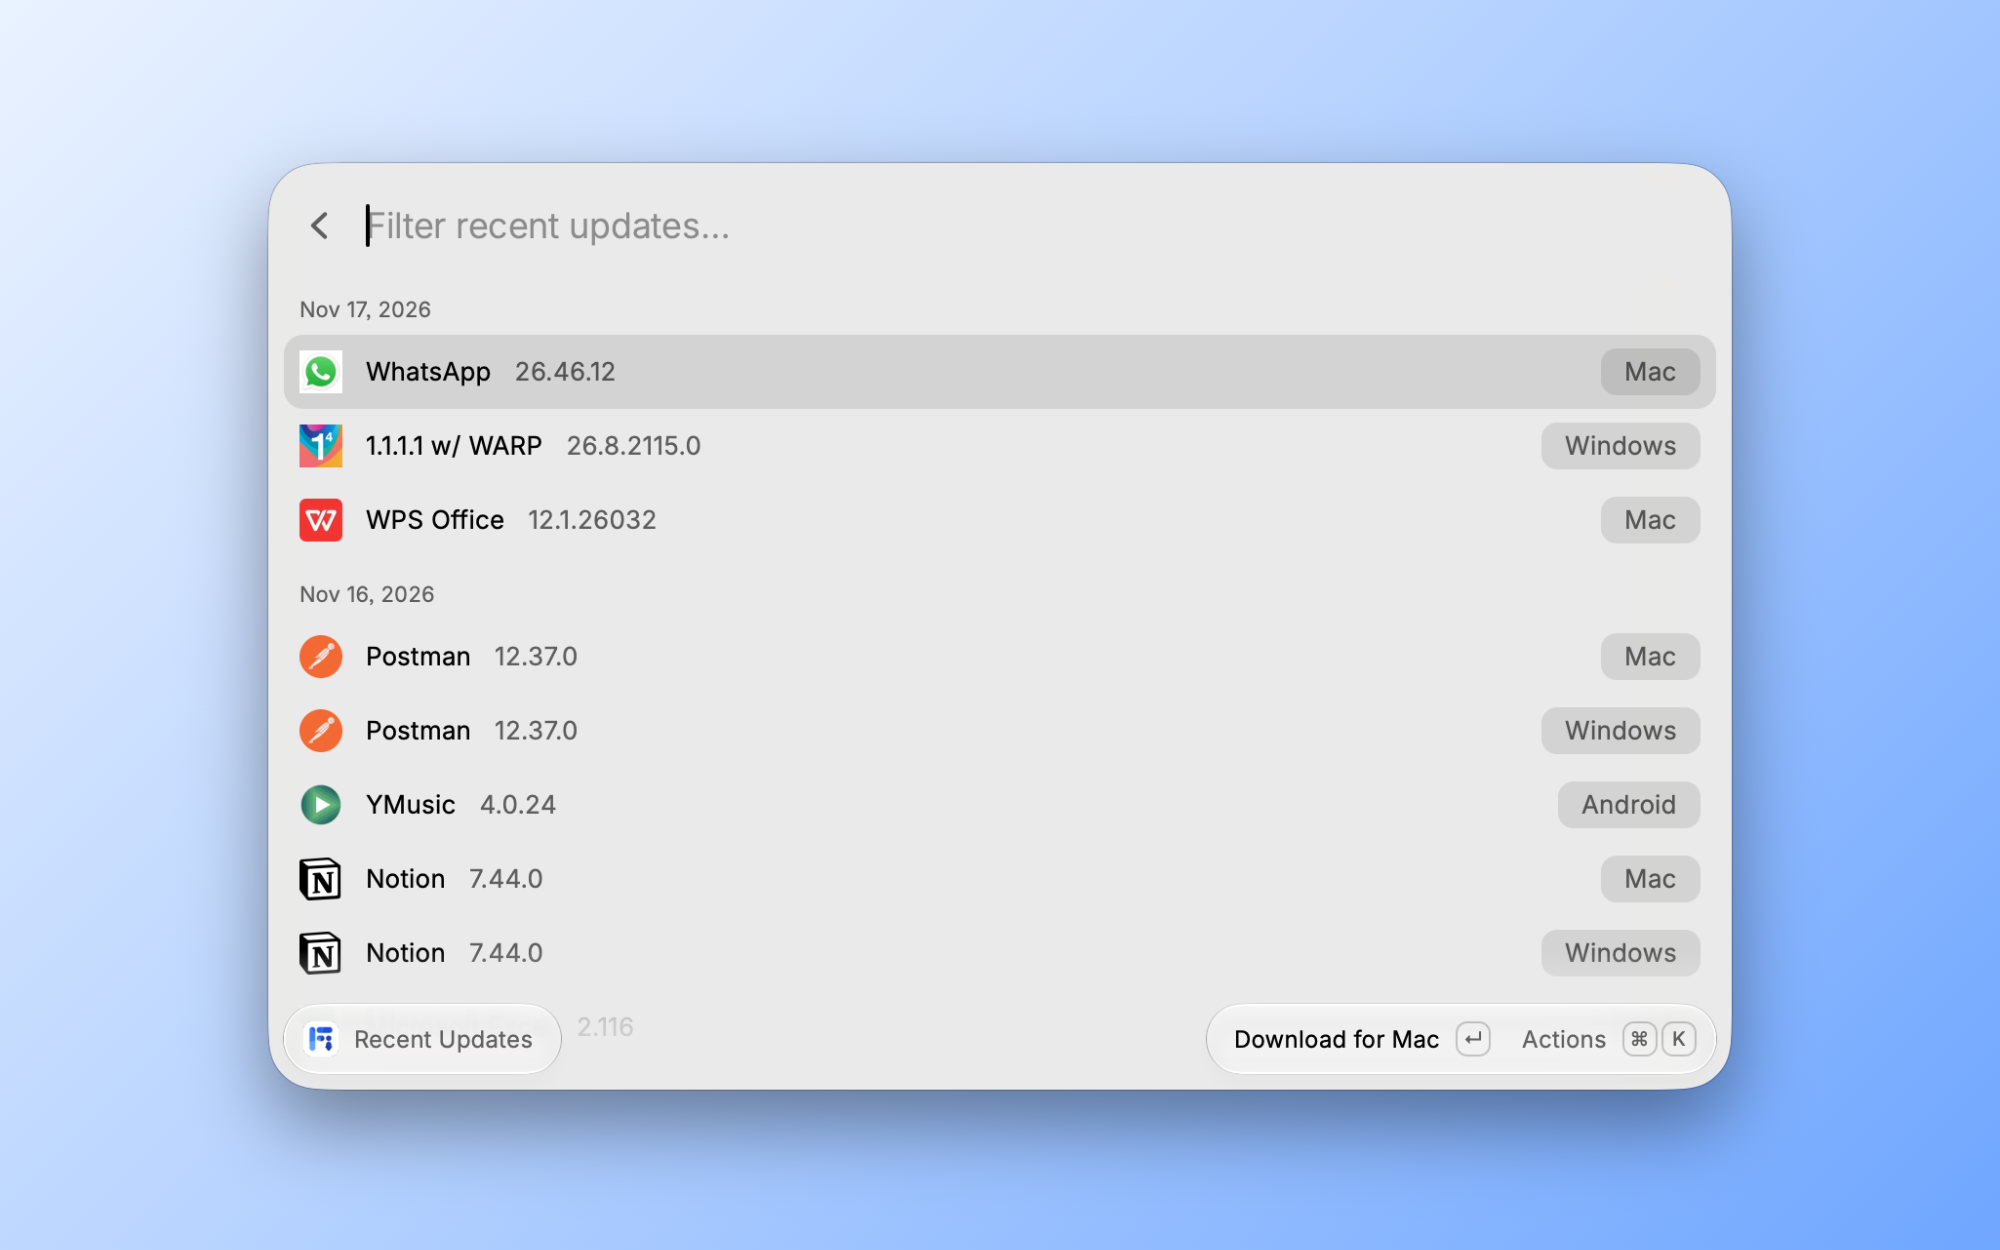 Filter recent updates...
Nov 17, 2026
WhatsApp 26.46.12 Mac
1.1.1.1 w/ WARP 26.8.2115.0 Windows
WPS Office 12.1.26032 Mac
Nov 16, 2026
Postman 12.37.0 Mac
Postman 12.37.0 Windows
YMusic 4.0.24 Android
Notion 7.44.0 Mac
Notion 7.44.0 Windows
2.116
Recent Updates Download for Mac ↵ Actions ⌘ K